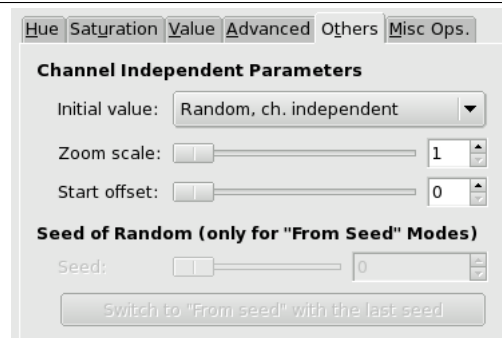 Hue Saturation Value Advanced Others Misc Ops.
Channel Independent Parameters
Initial value: Random, ch. independent
Zoom scale: 1
Start offset: 0
Seed of Random (only for "From Seed" Modes)
Seed: 0
Switch to "From seed" with the last seed